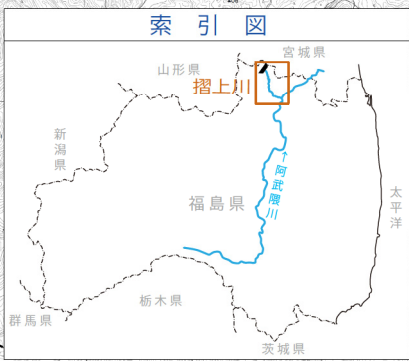 索引図
宮城県
山形県
摺上川
新潟県
↑阿武隈川
福島県
太平洋
栃木県
群馬県
茨城県